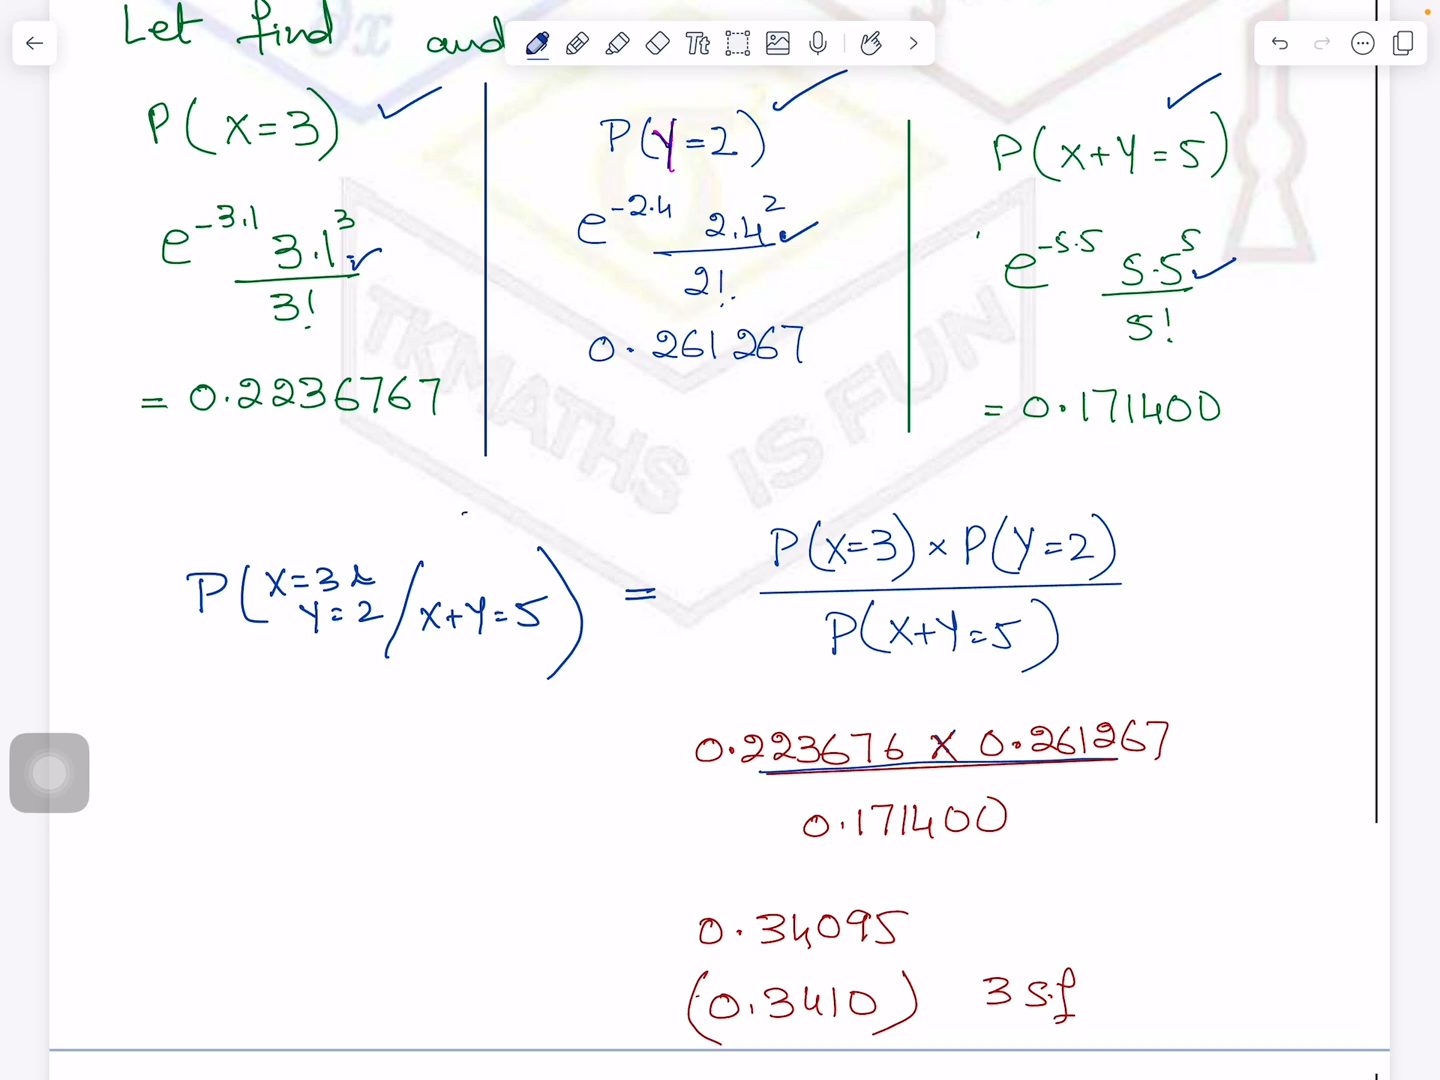 Let find and
Tt
P(X=3)
e^-3.1 3.1^3 / 3!
= 0.2236767
P(Y=2)
e^-2.4 2.4^2 / 2!
0.261267
P(X+Y=5)
e^-5.5 5.5^5 / 5!
= 0.171400
TKMATHS IS FUN
P(X=3 & Y=2 / X+Y=5) = P(X=3) × P(Y=2) / P(X+Y=5)
0.223676 X 0.261267
0.171400
0.34095
(0.3410) 3 s.f